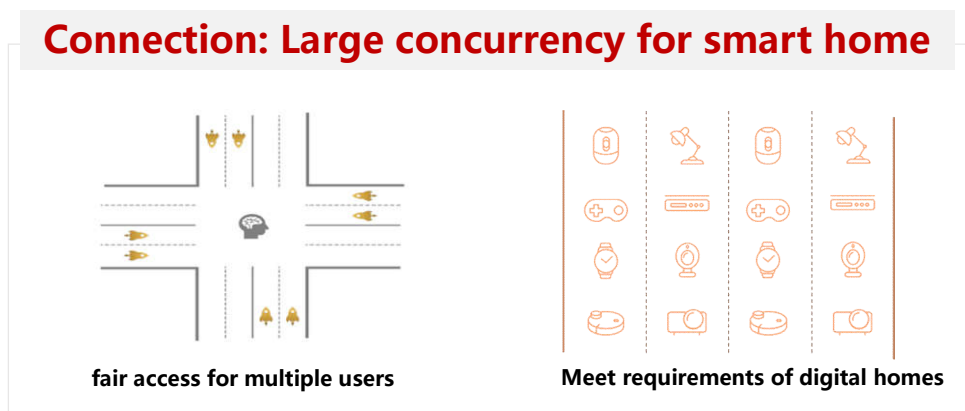 Connection: Large concurrency for smart home
fair access for multiple users
Meet requirements of digital homes